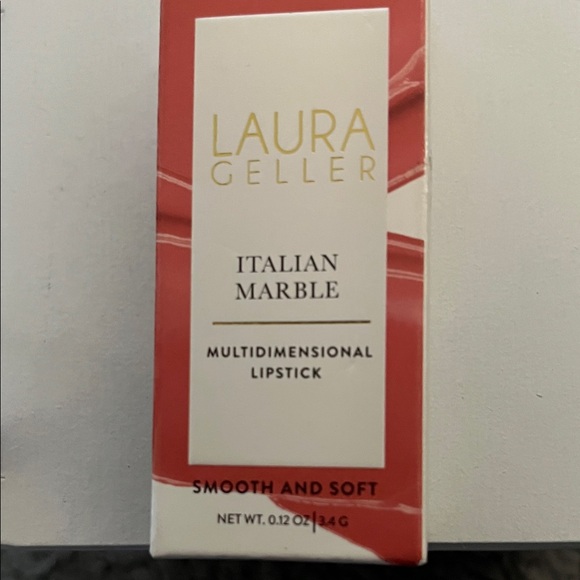 LAURA
GELLER
ITALIAN
MARBLE
MULTIDIMENSIONAL
LIPSTICK
SMOOTH AND SOFT
NET WT. 0.12 OZ|3.4 G